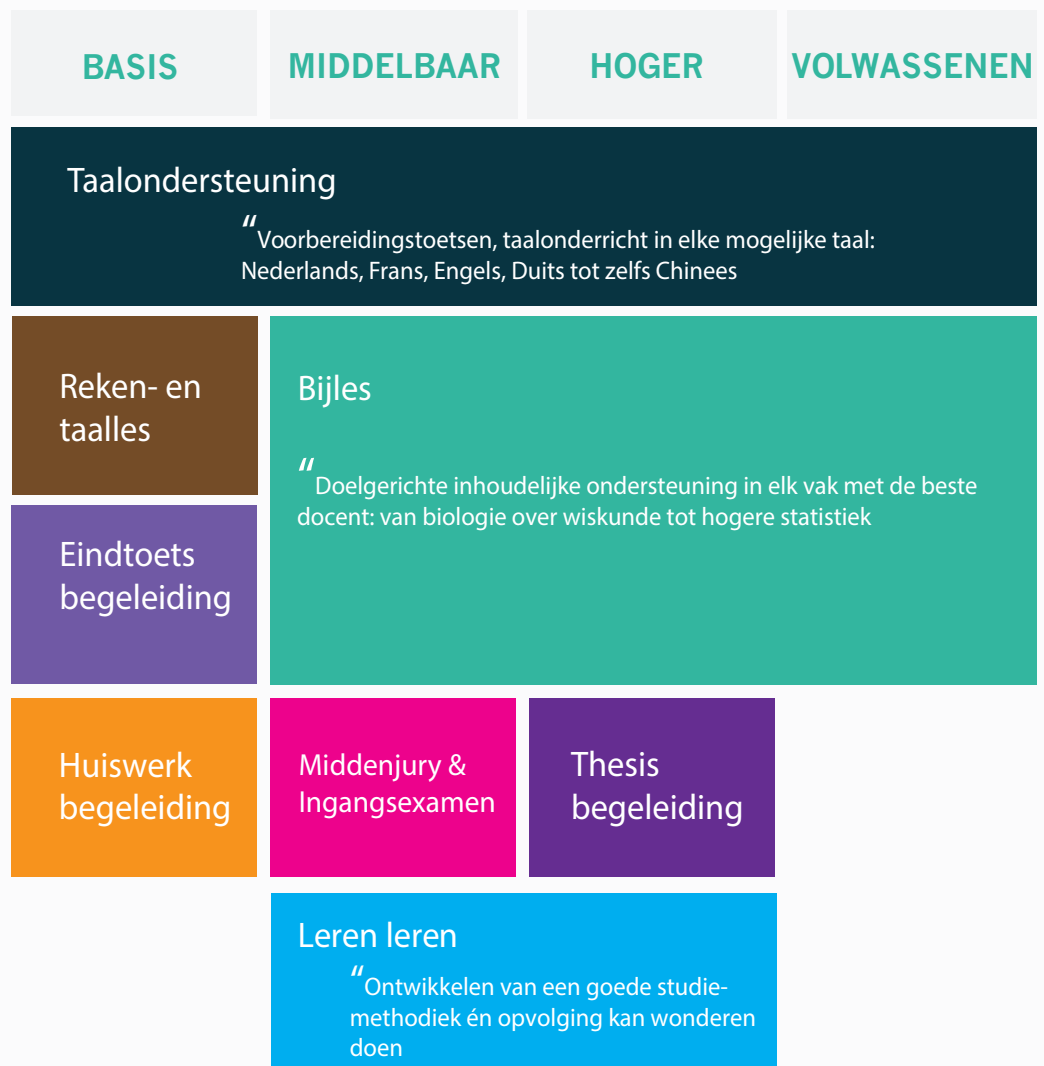 BASIS
MIDDELBAAR
HOGER
VOLWASSENEN
Taalondersteuning
“Voorbereidingstoetsen, taalonderricht in elke mogelijke taal:
Nederlands, Frans, Engels, Duits tot zelfs Chinees
Reken- en
taalles
Bijles
“Doelgerichte inhoudelijke ondersteuning in elk vak met de beste
docent: van biologie over wiskunde tot hogere statistiek
Eindtoets
begeleiding
Huiswerk
begeleiding
Middenjury &
Ingangsexamen
Thesis
begeleiding
Leren leren
“Ontwikkelen van een goede studie-
methodiek én opvolging kan wonderen
doen